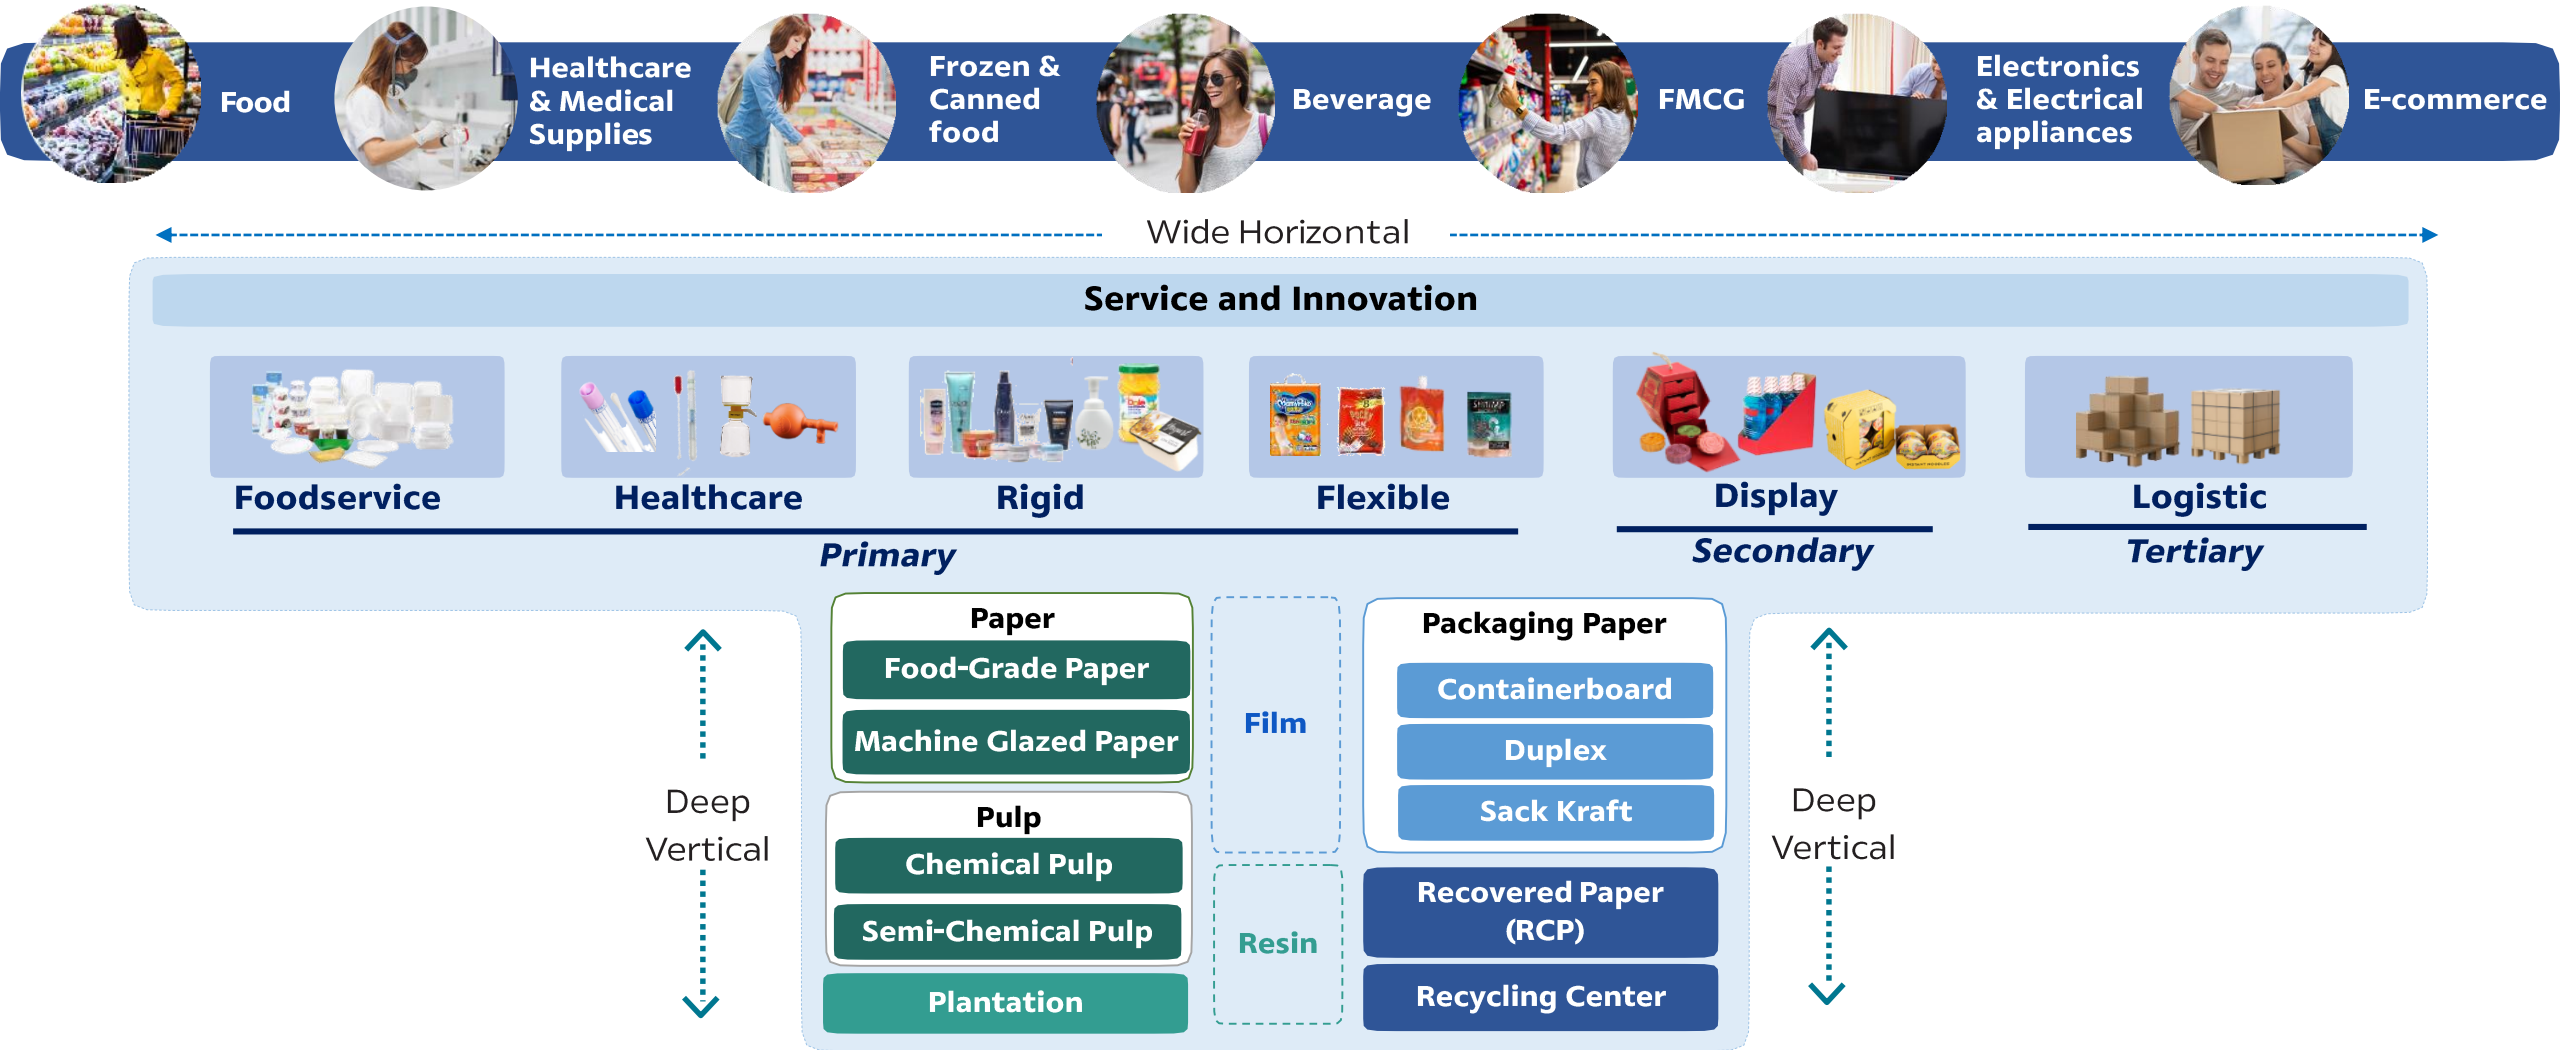 Food
Healthcare
& Medical
Supplies
Frozen &
Canned
food
Beverage
FMCG
Electronics
& Electrical
appliances
E-commerce
Wide Horizontal
Service and Innovation
Foodservice
Healthcare
Rigid
Flexible
Display
Logistic
Primary
Secondary
Tertiary
Deep
Vertical
Paper
Food-Grade Paper
Machine Glazed Paper
Pulp
Chemical Pulp
Semi-Chemical Pulp
Plantation
Film
Resin
Packaging Paper
Containerboard
Duplex
Sack Kraft
Recovered Paper
(RCP)
Recycling Center
Deep
Vertical